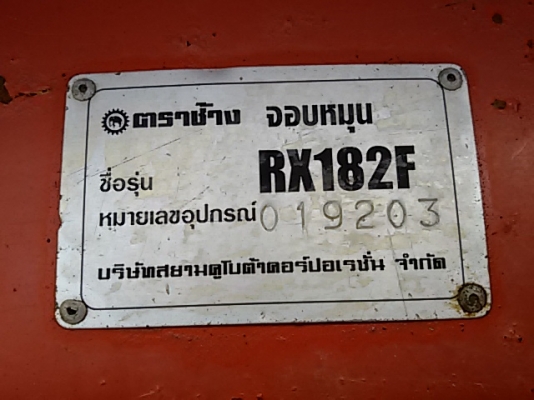 ตราช้าง จอบหมุน
ชื่อรุ่น RX182F
หมายเลขอุปกรณ์ 019203
บริษัทสยามคูโบต้าคอร์ปอเรชั่น จำกัด